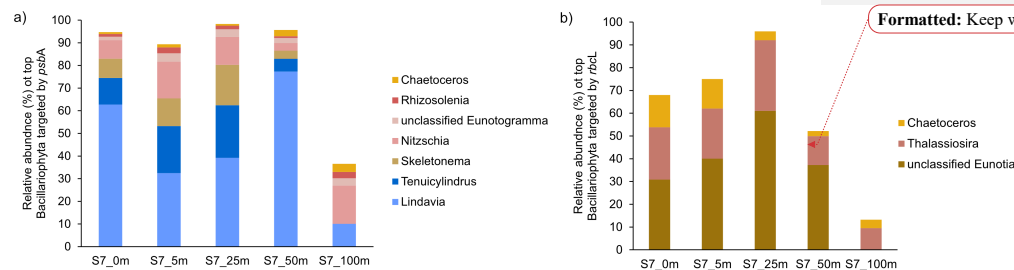 a)
Relative abundnce (%) ot top
Bacillariophyta targeted by psbA
100
90
80
70
60
50
40
30
20
10
0
S7_0m S7_5m S7_25m S7_50m S7_100m
Chaetoceros
Rhizosolenia
unclassified Eunotogramma
Nitzschia
Skeletonema
Tenuicylindrus
Lindavia
b)
Relative abundnce (%) ot top
Bacillariophyta targeted by rbcL
100
90
80
70
60
50
40
30
20
10
0
S7_0m S7_5m S7_25m S7_50m S7_100m
Chaetoceros
Thalassiosira
unclassified Eunotia
Formatted: Keep w